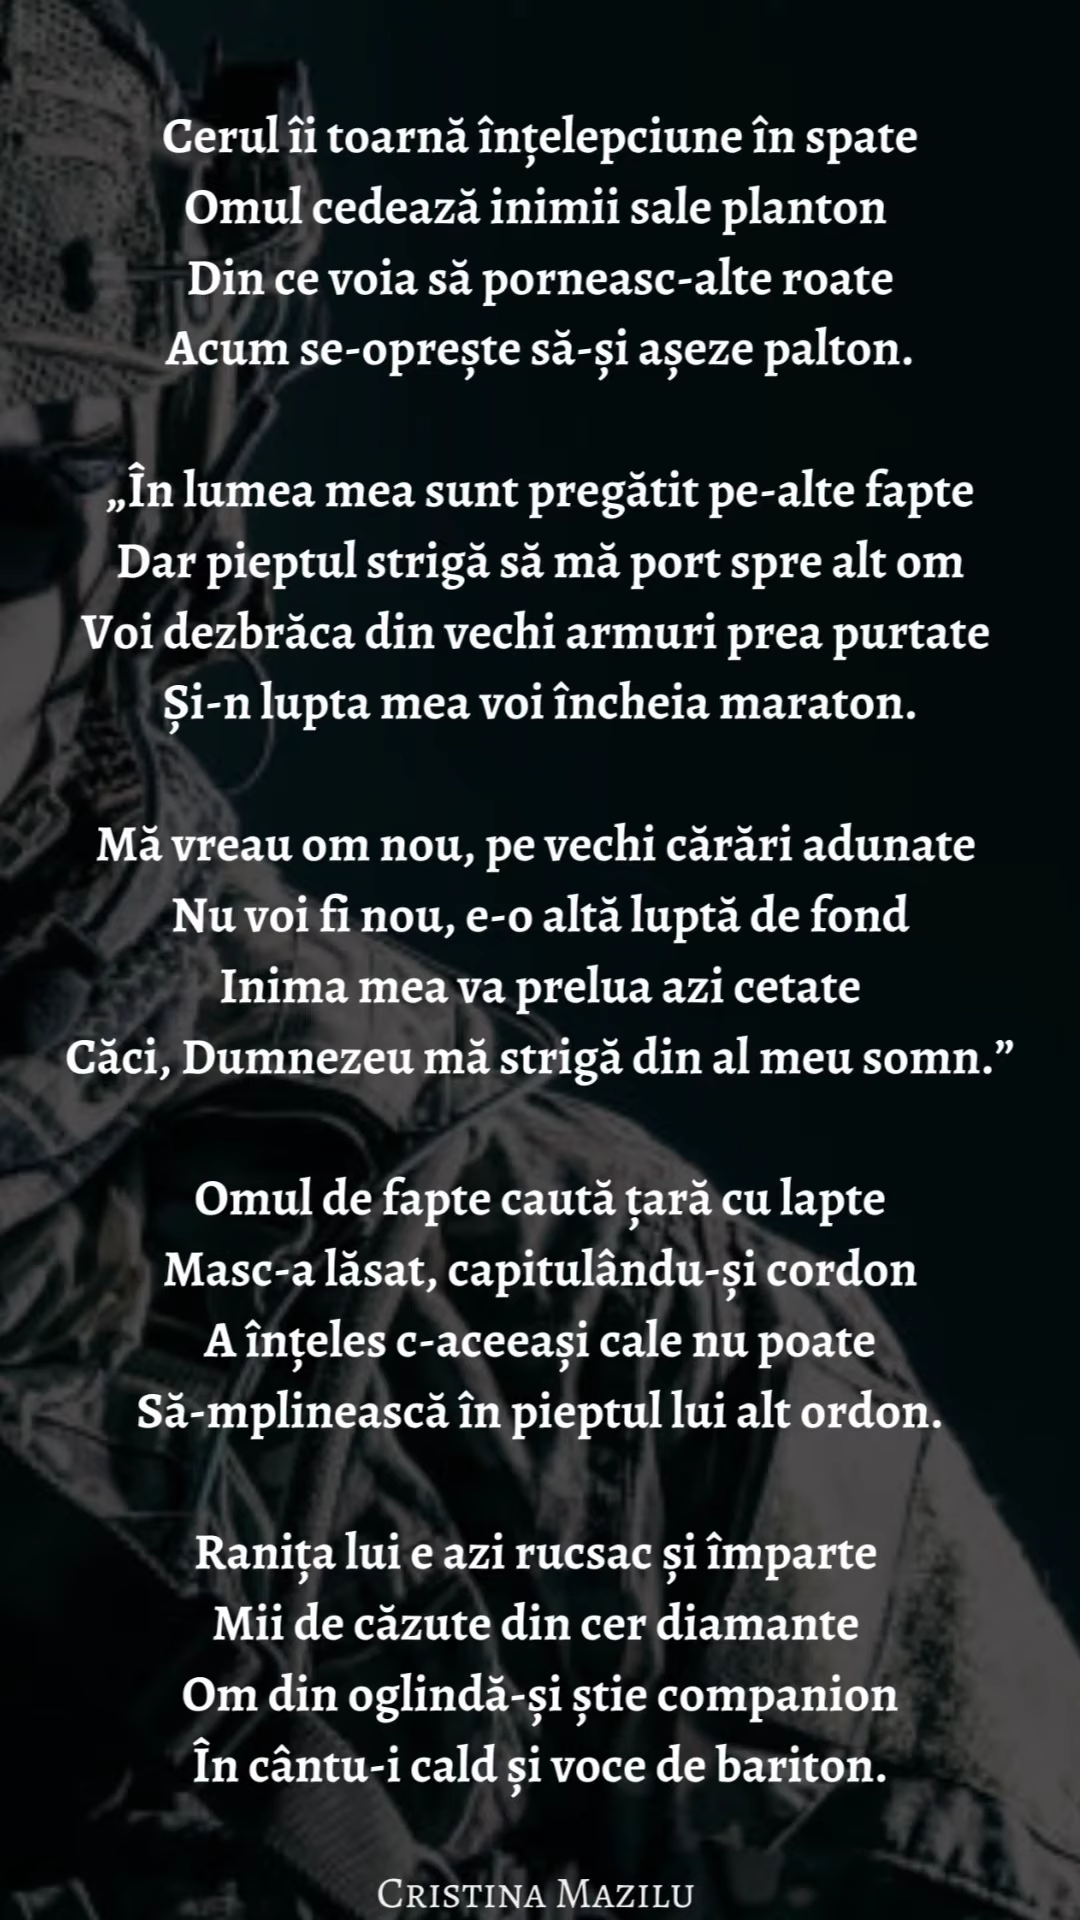 Cerul îi toarnă înțelepciune în spate
Omul cedează inimii sale planton
Din ce voia să porneasc-alte roate
Acum se-oprește să-și așeze palton.
„În lumea mea sunt pregătit pe-alte fapte
Dar pieptul strigă să mă port spre alt om
Voi dezbrăca din vechi armuri prea purtate
Și-n lupta mea voi încheia maraton.
Mă vreau om nou, pe vechi cărări adunate
Nu voi fi nou, e-o altă luptă de fond
Inima mea va prelua azi cetate
Căci, Dumnezeu mă strigă din al meu somn.”
Omul de fapte caută țară cu lapte
Masc-a lăsat, capitulându-și cordon
A înțeles c-aceeași cale nu poate
Să-mplinească în pieptul lui alt ordon.
Ranița lui e azi rucsac și împarte
Mii de căzute din cer diamante
Om din oglindă-și știe companion
În cântu-i cald și voce de bariton.
Cristina Mazilu